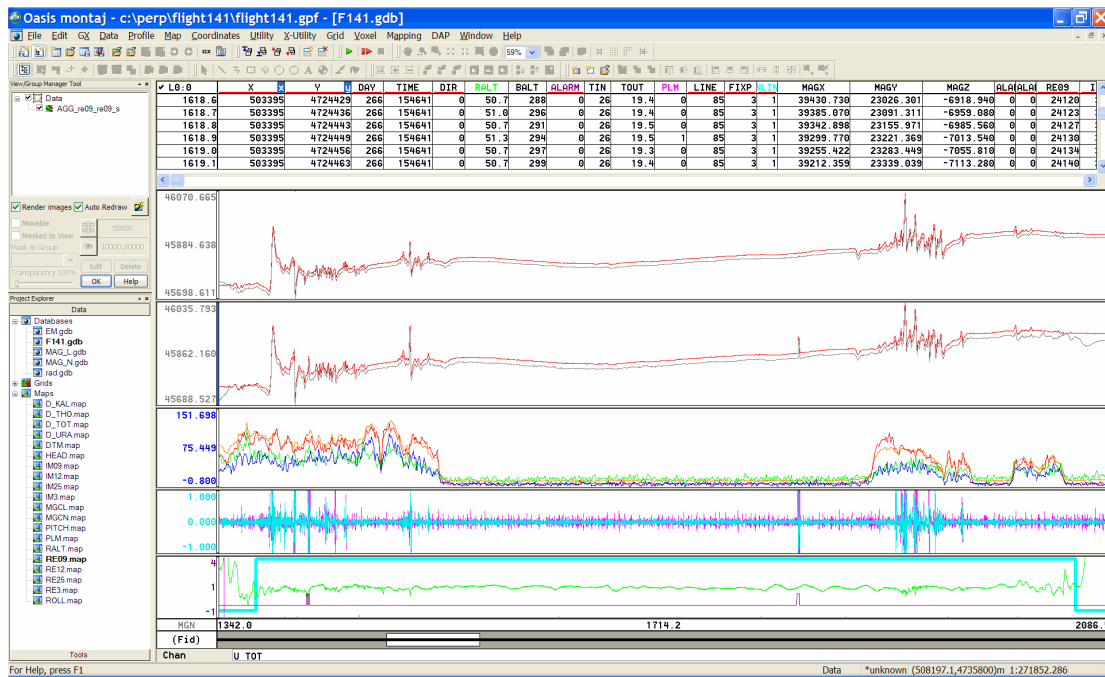 Oasis montaj - c:\perp\flight141\flight141.gpf - [F141.gdb]
File Edit GX Data Profile Map Coordinates Utility X-Utility Grid Voxel Mapping DAP Window Help
59%
View/Group Manager Tool
Data
AGG_re09_re09_s
Render images Auto Redraw
Movable
Masked to View
50000
Mask to Group
10000:20000
Transparency 100%
Edit Delete
OK Help
Project Explorer
Data
Databases
EM.gdb
F141.gdb
MAG_L.gdb
MAG_N.gdb
rad.gdb
Grids
Maps
D_KAL.map
D_THO.map
D_TOT.map
D_URA.map
DTM.map
HEAD.map
IM09.map
IM12.map
IM25.map
IM3.map
MGCL.map
MGCN.map
PITCH.map
PLM.map
RALT.map
RE09.map
RE12.map
RE25.map
RE3.map
ROLL.map
Tools
L0:0 X x Y y DAY TIME DIR RALT BALT ALARM TIN TOUT PLM LINE FIXP NLIN MAGX MAGY MAGZ ALA ALA RE09 I
1618.6 503395 4724429 266 154641 0 50.7 288 0 26 19.4 0 85 3 1 39430.730 23026.301 -6918.940 0 0 24120
1618.7 503395 4724436 266 154641 0 51.0 296 0 26 19.4 0 85 3 1 39385.070 23091.311 -6959.080 0 0 24123
1618.8 503395 4724443 266 154641 0 50.7 291 0 26 19.5 0 85 3 1 39342.898 23155.971 -6985.560 0 0 24127
1618.9 503395 4724449 266 154641 0 51.3 294 0 26 19.5 0 85 3 1 39299.770 23221.369 -7013.540 0 0 24130
1619.0 503395 4724456 266 154641 0 50.7 297 0 26 19.3 0 85 3 1 39255.422 23283.449 -7055.810 0 0 24134
1619.1 503395 4724463 266 154641 0 50.7 299 0 26 19.4 0 85 3 1 39212.359 23339.039 -7113.280 0 0 24140
46070.665
45884.638
45698.611
46035.793
45862.160
45688.527
151.698
75.449
-0.800
1.000
0.000
-1.000
4
1
-1
MGN 1342.0 1714.2 2086.
(Fid)
Chan U TOT
For Help, press F1 Data *unknown (508197.1,4735800)m 1:271852.286